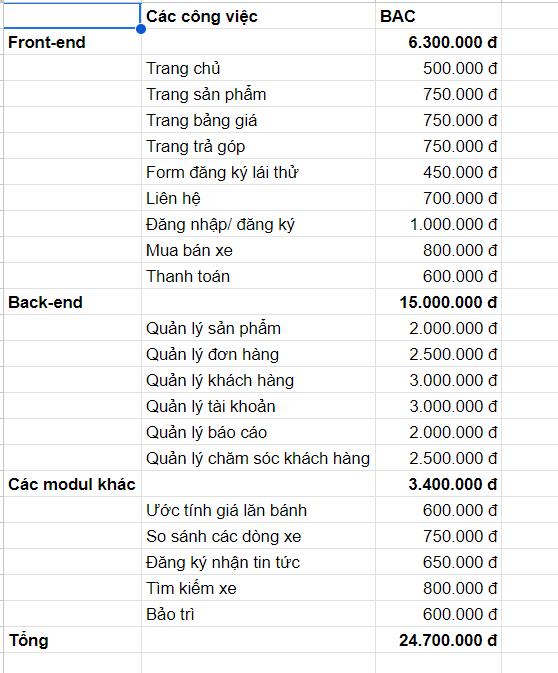 Các công việc BAC
Front-end 6.300.000 đ
Trang chủ 500.000 đ
Trang sản phẩm 750.000 đ
Trang bảng giá 750.000 đ
Trang trả góp 750.000 đ
Form đăng ký lái thử 450.000 đ
Liên hệ 700.000 đ
Đăng nhập/ đăng ký 1.000.000 đ
Mua bán xe 800.000 đ
Thanh toán 600.000 đ
Back-end 15.000.000 đ
Quản lý sản phẩm 2.000.000 đ
Quản lý đơn hàng 2.500.000 đ
Quản lý khách hàng 3.000.000 đ
Quản lý tài khoản 3.000.000 đ
Quản lý báo cáo 2.000.000 đ
Quản lý chăm sóc khách hàng 2.500.000 đ
Các modul khác 3.400.000 đ
Ước tính giá lăn bánh 600.000 đ
So sánh các dòng xe 750.000 đ
Đăng ký nhận tin tức 650.000 đ
Tìm kiếm xe 800.000 đ
Bảo trì 600.000 đ
Tổng 24.700.000 đ